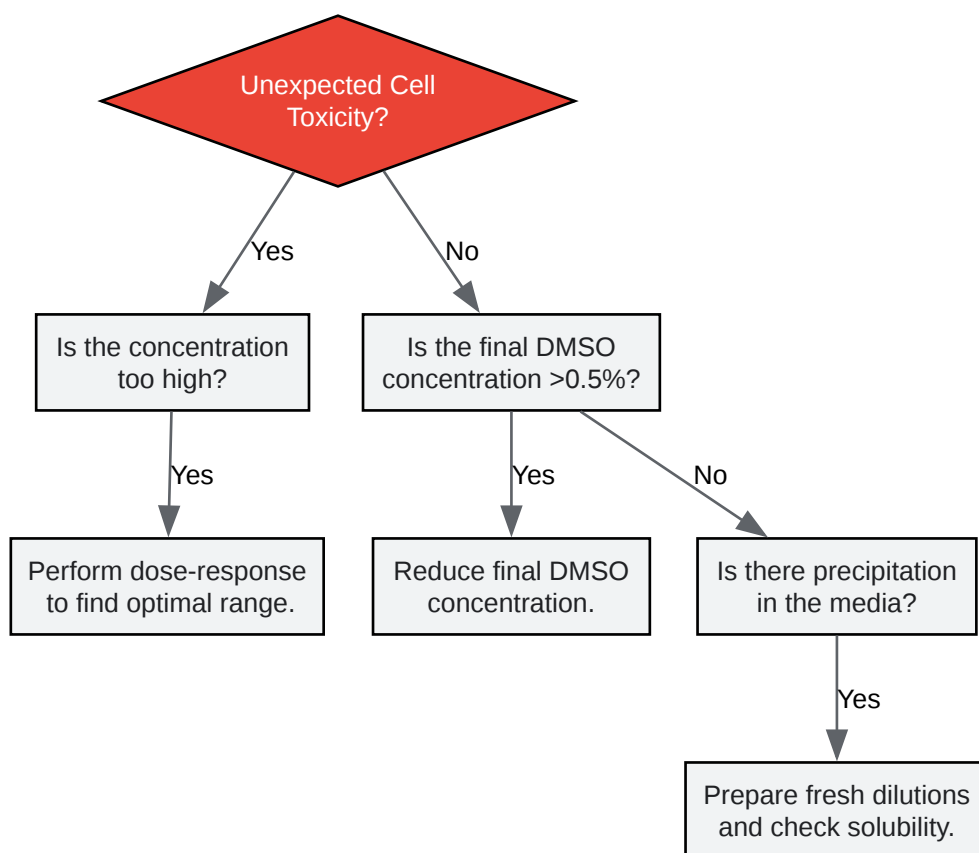 Unexpected Cell
Toxicity?
Yes
No
Is the concentration
too high?
Is the final DMSO
concentration >0.5%?
Yes
Yes
No
Perform dose-response
to find optimal range.
Reduce final DMSO
concentration.
Is there precipitation
in the media?
Yes
Prepare fresh dilutions
and check solubility.